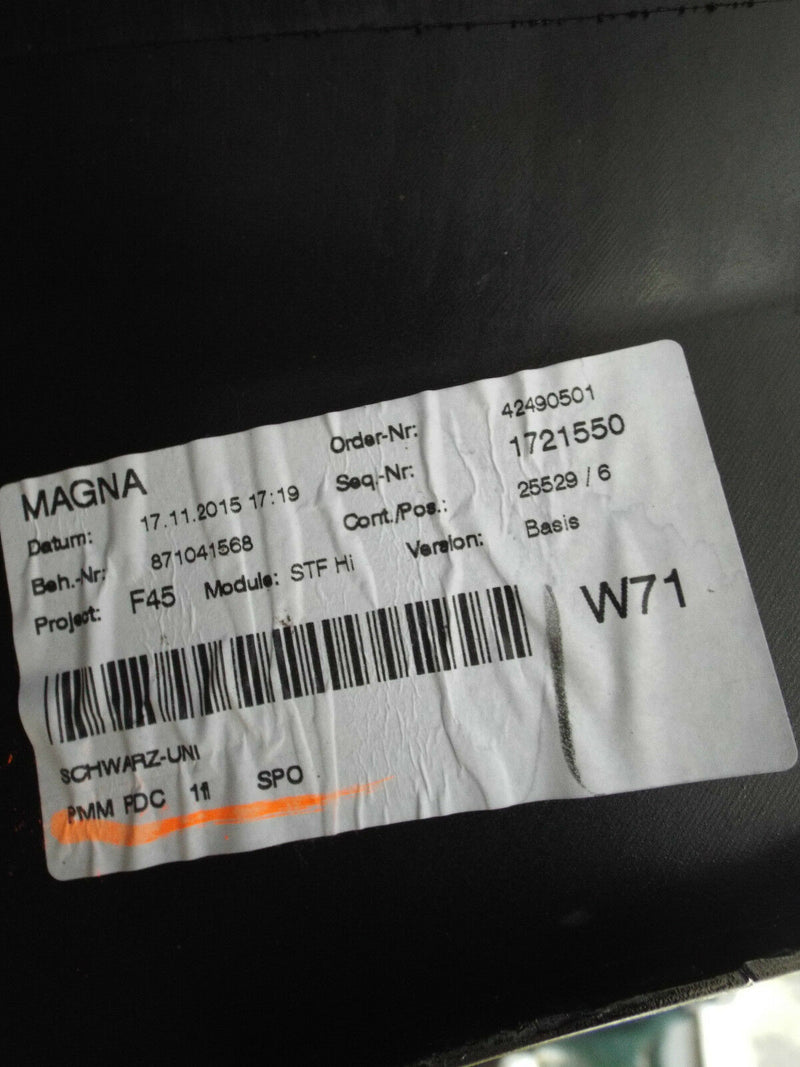 MAGNA
Datum: 17.11.2015 17:19
Beh.-Nr: 871041568
Project: F45 Module: STF Hi
Order-Nr: 42490501
Seq.-Nr: 1721550
Cont./Pos.: 25529 / 6
Version: Basis
W71
SCHWARZ-UNI
PMM PDC SPO